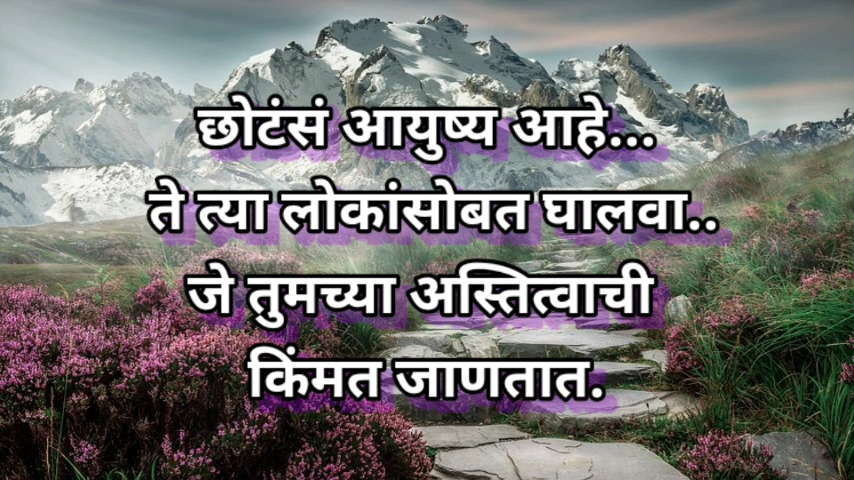 छोटंसं आयुष्य आहे...
ते त्या लोकांसोबत घालवा..
जे तुमच्या अस्तित्वाची
किंमत जाणतात.